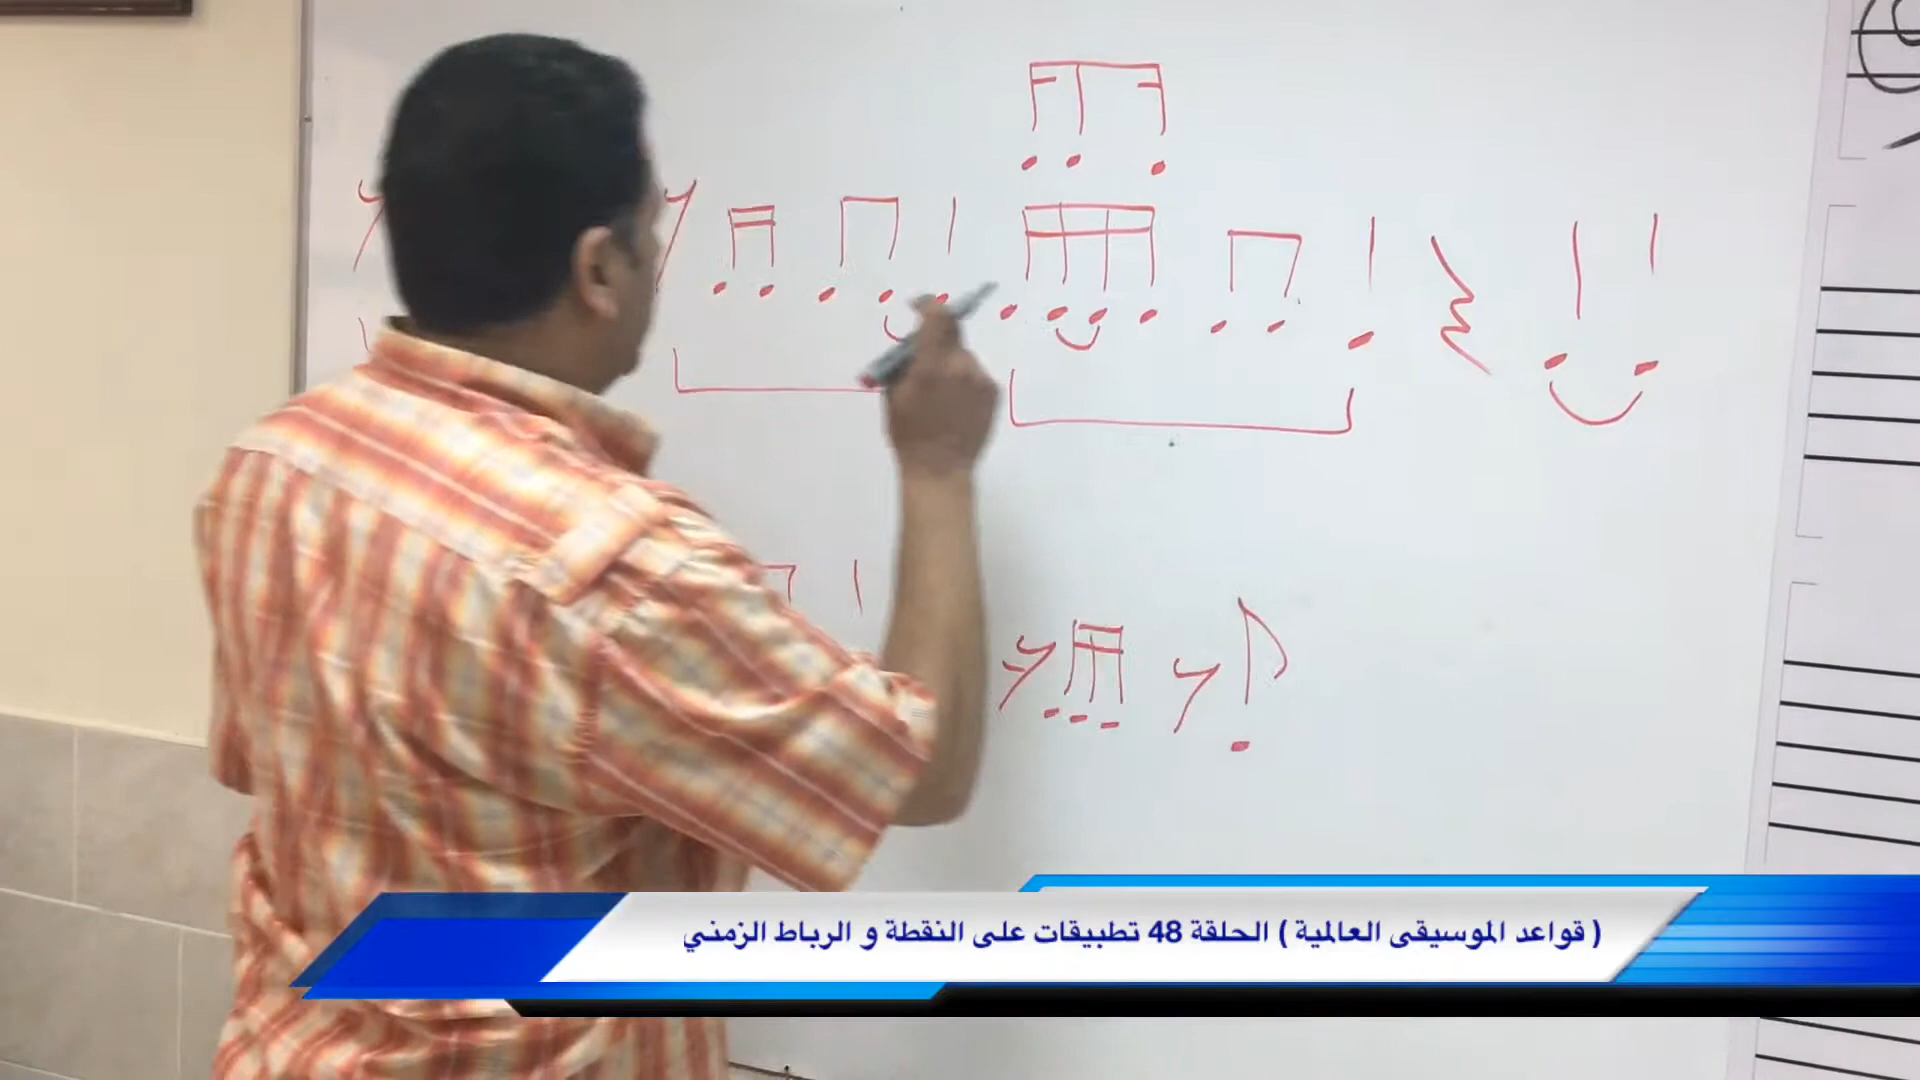 ( قواعد الموسيقى العالمية ) الحلقة 48 تطبيقات على النقطة و الرباط الزمني